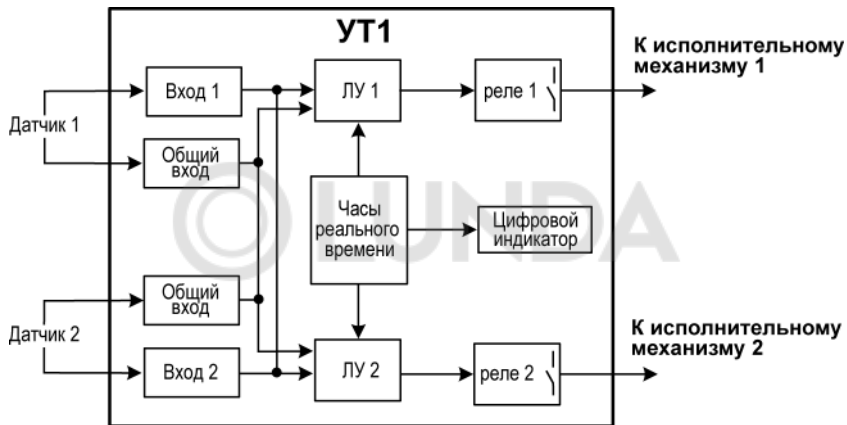 УТ1
К исполнительному
механизму 1
Вход 1
ЛУ 1
реле 1
Датчик 1
Общий
вход
Часы
реального
времени
Цифровой
индикатор
LUNDA
Общий
вход
Датчик 2
К исполнительному
механизму 2
Вход 2
ЛУ 2
реле 2